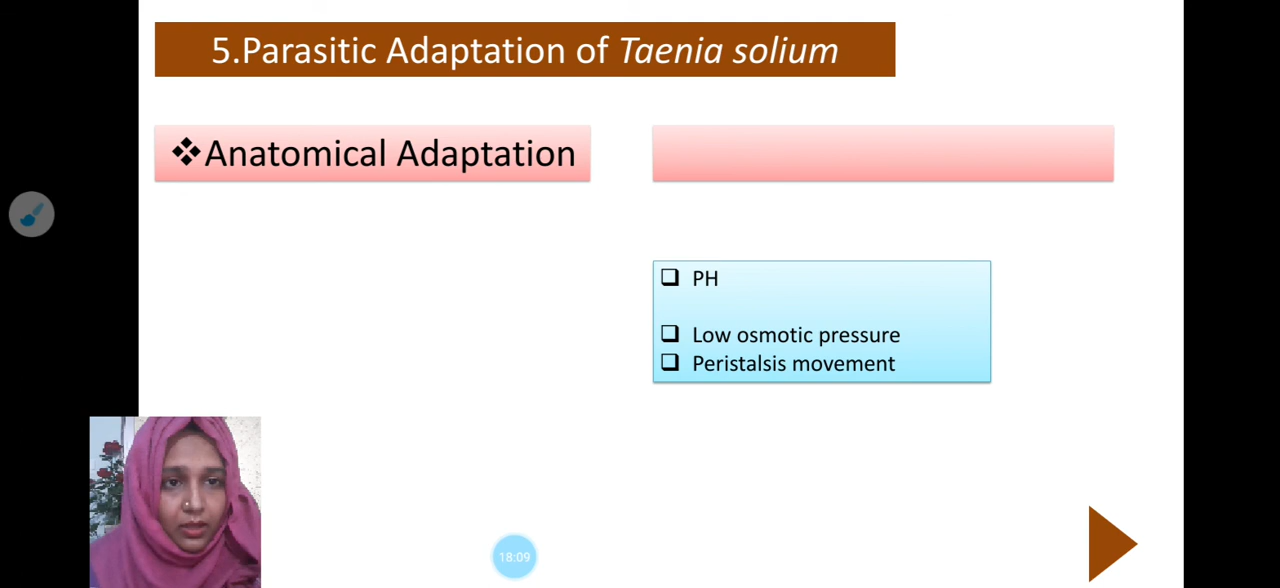 5.Parasitic Adaptation of Taenia solium
❖Anatomical Adaptation
❑ PH
❑ Low osmotic pressure
❑ Peristalsis movement
18:09